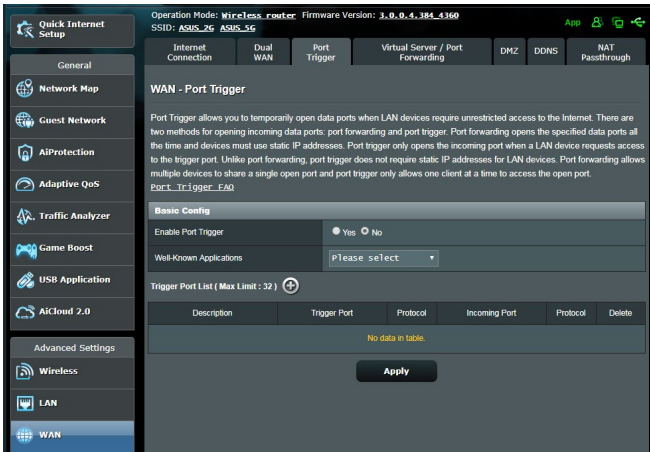 Quick Internet
Setup
General
Network Map
Guest Network
AiProtection
Adaptive QoS
Traffic Analyzer
Game Boost
USB Application
AiCloud 2.0
Advanced Settings
Wireless
LAN
WAN
Operation Mode: Wireless router Firmware Version: 3.0.0.4.384_4360
SSID: ASUS_2G ASUS_5G
App
Internet
Connection
Dual
WAN
Port
Trigger
Virtual Server / Port
Forwarding
DMZ
DDNS
NAT
Passthrough
WAN - Port Trigger
Port Trigger allows you to temporarily open data ports when LAN devices require unrestricted access to the Internet. There are
two methods for opening incoming data ports: port forwarding and port trigger. Port forwarding opens the specified data ports all
the time and devices must use static IP addresses. Port trigger only opens the incoming port when a LAN device requests access
to the port trigger. Unlike port forwarding, port trigger does not require static IP addresses for LAN devices. Port forwarding allows
multiple devices to share a single open port and port trigger only allows one client at a time to access the open port.
Port Trigger FAQ
Basic Config
Enable Port Trigger
Yes No
Well-Known Applications
Please select
Trigger Port List ( Max Limit : 32 )
Description Trigger Port Protocol Incoming Port Protocol Delete
No data in table.
Apply